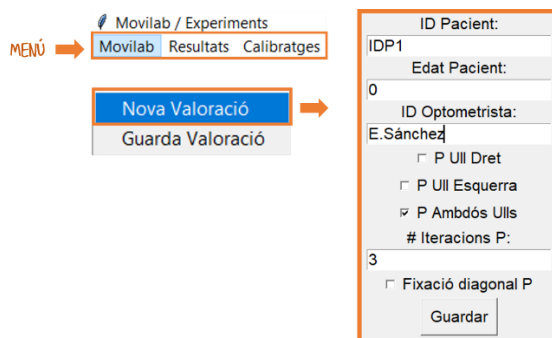 Movilab / Experiments
MENÚ
Movilab Resultats Calibratges
Nova Valoració
Guarda Valoració
ID Pacient:
IDP1
Edat Pacient:
0
ID Optometrista:
E.Sánchez
P Ull Dret
P Ull Esquerra
P Ambdós Ulls
# Iteracions P:
3
Fixació diagonal P
Guardar